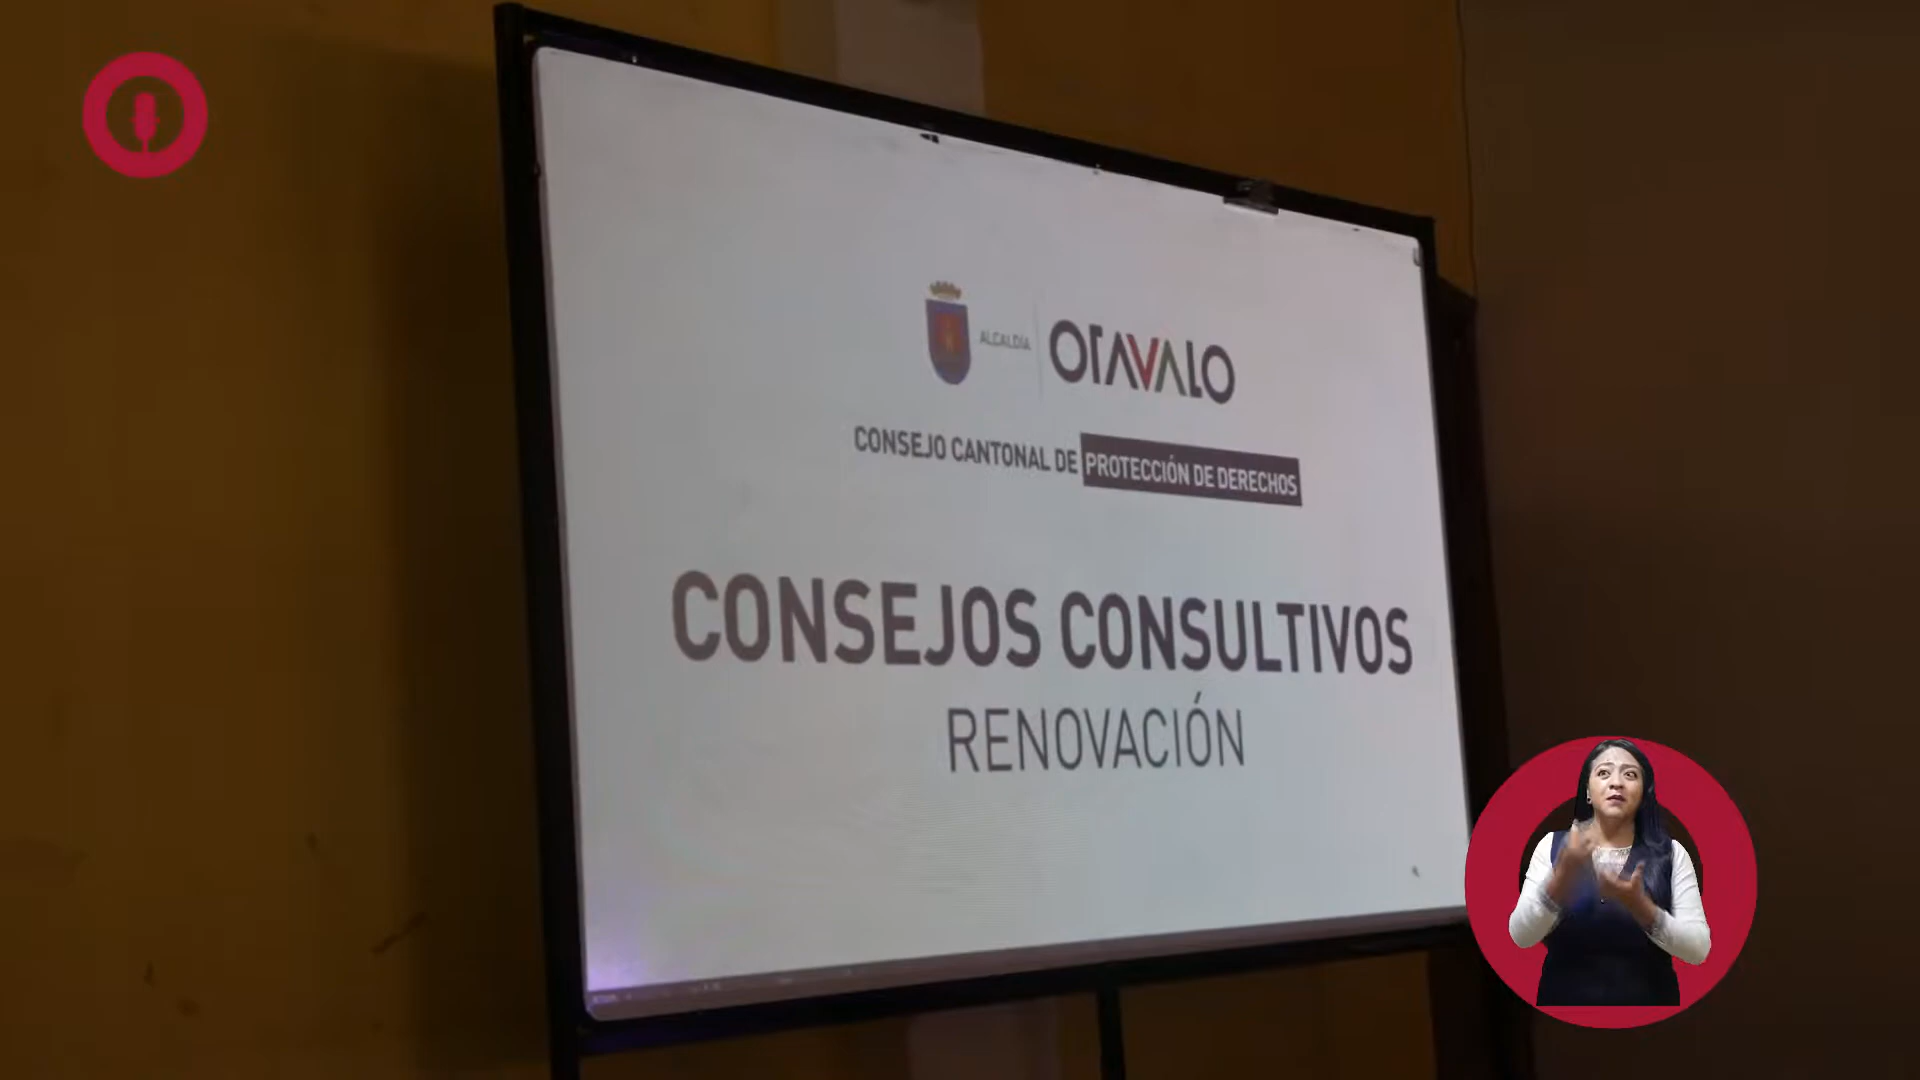 ALCALDÍA
OTAVALO
CONSEJO CANTONAL DE PROTECCIÓN DE DERECHOS
CONSEJOS CONSULTIVOS
RENOVACIÓN